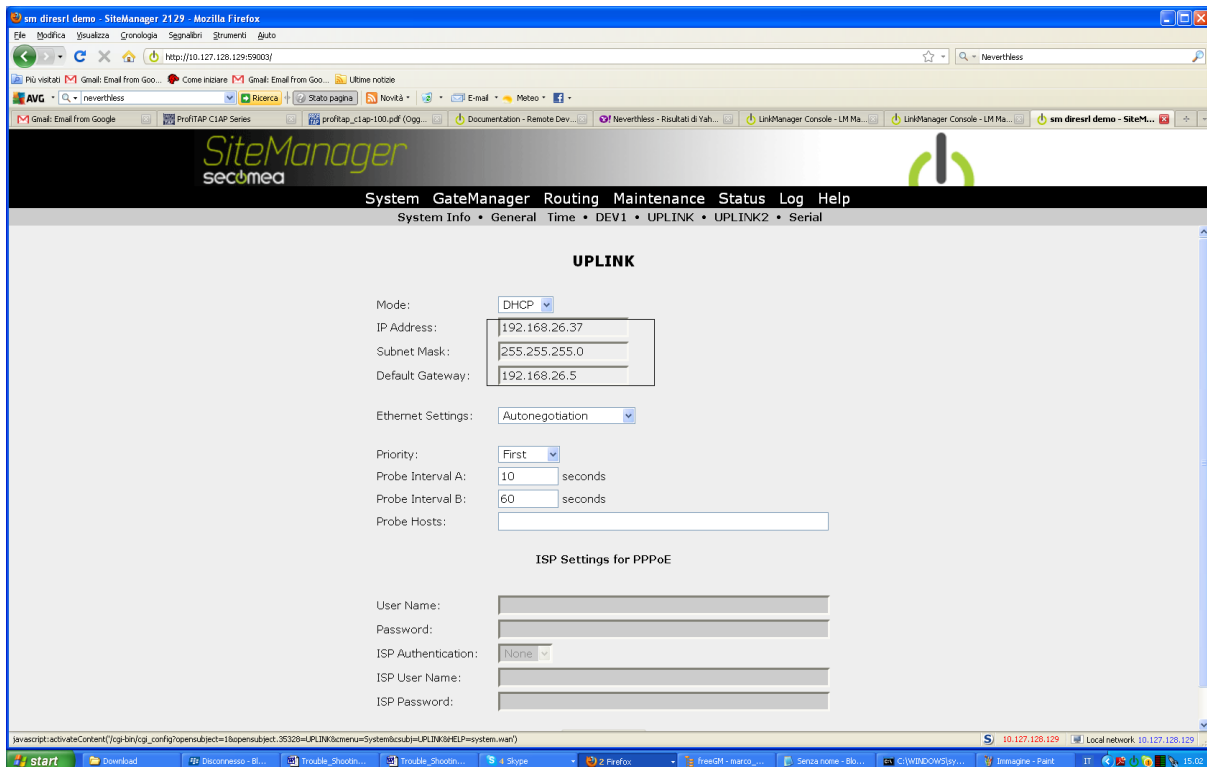 sm diresrl demo - SiteManager 2129 - Mozilla Firefox
File Modifica Visualizza Cronologia Segnalibri Strumenti Aiuto
http://10.127.128.129:59003/
Neverthless
Più visitati Gmail: Email from Goo... Come iniziare Gmail: Email from Goo... Ultime notizie
AVG neverthless Ricerca Stato pagina Novità E-mail Meteo
Gmail: Email from Google ProfiTAP C1AP Series profitap_c1ap-100.pdf (Ogg... Documentation - Remote Dev... Neverthless - Risultati di Yah... LinkManager Console - LM Ma... LinkManager Console - LM Ma... sm diresrl demo - SiteM...
SiteManager
secomea
System GateManager Routing Maintenance Status Log Help
System Info • General Time • DEV1 • UPLINK • UPLINK2 • Serial
UPLINK
Mode: DHCP
IP Address: 192.168.26.37
Subnet Mask: 255.255.255.0
Default Gateway: 192.168.26.5
Ethernet Settings: Autonegotiation
Priority: First
Probe Interval A: 10 seconds
Probe Interval B: 60 seconds
Probe Hosts:
ISP Settings for PPPoE
User Name:
Password:
ISP Authentication: None
ISP User Name:
ISP Password:
javascript:activateContent('/cgi-bin/cgi_config?opensubject=1&opensubject.35328=UPLINK&cmenu=System&csubj=UPLINK&HELP=system.wan') S 10.127.128.129 Local network 10.127.128.129
start Download Disconnesso - Bl... Trouble_Shootin... Trouble_Shootin... 4 Skype 2 Firefox freeGM - marco_... Senza nome - Blo... C:\WINDOWS\sy... Immagine - Paint IT 15.02